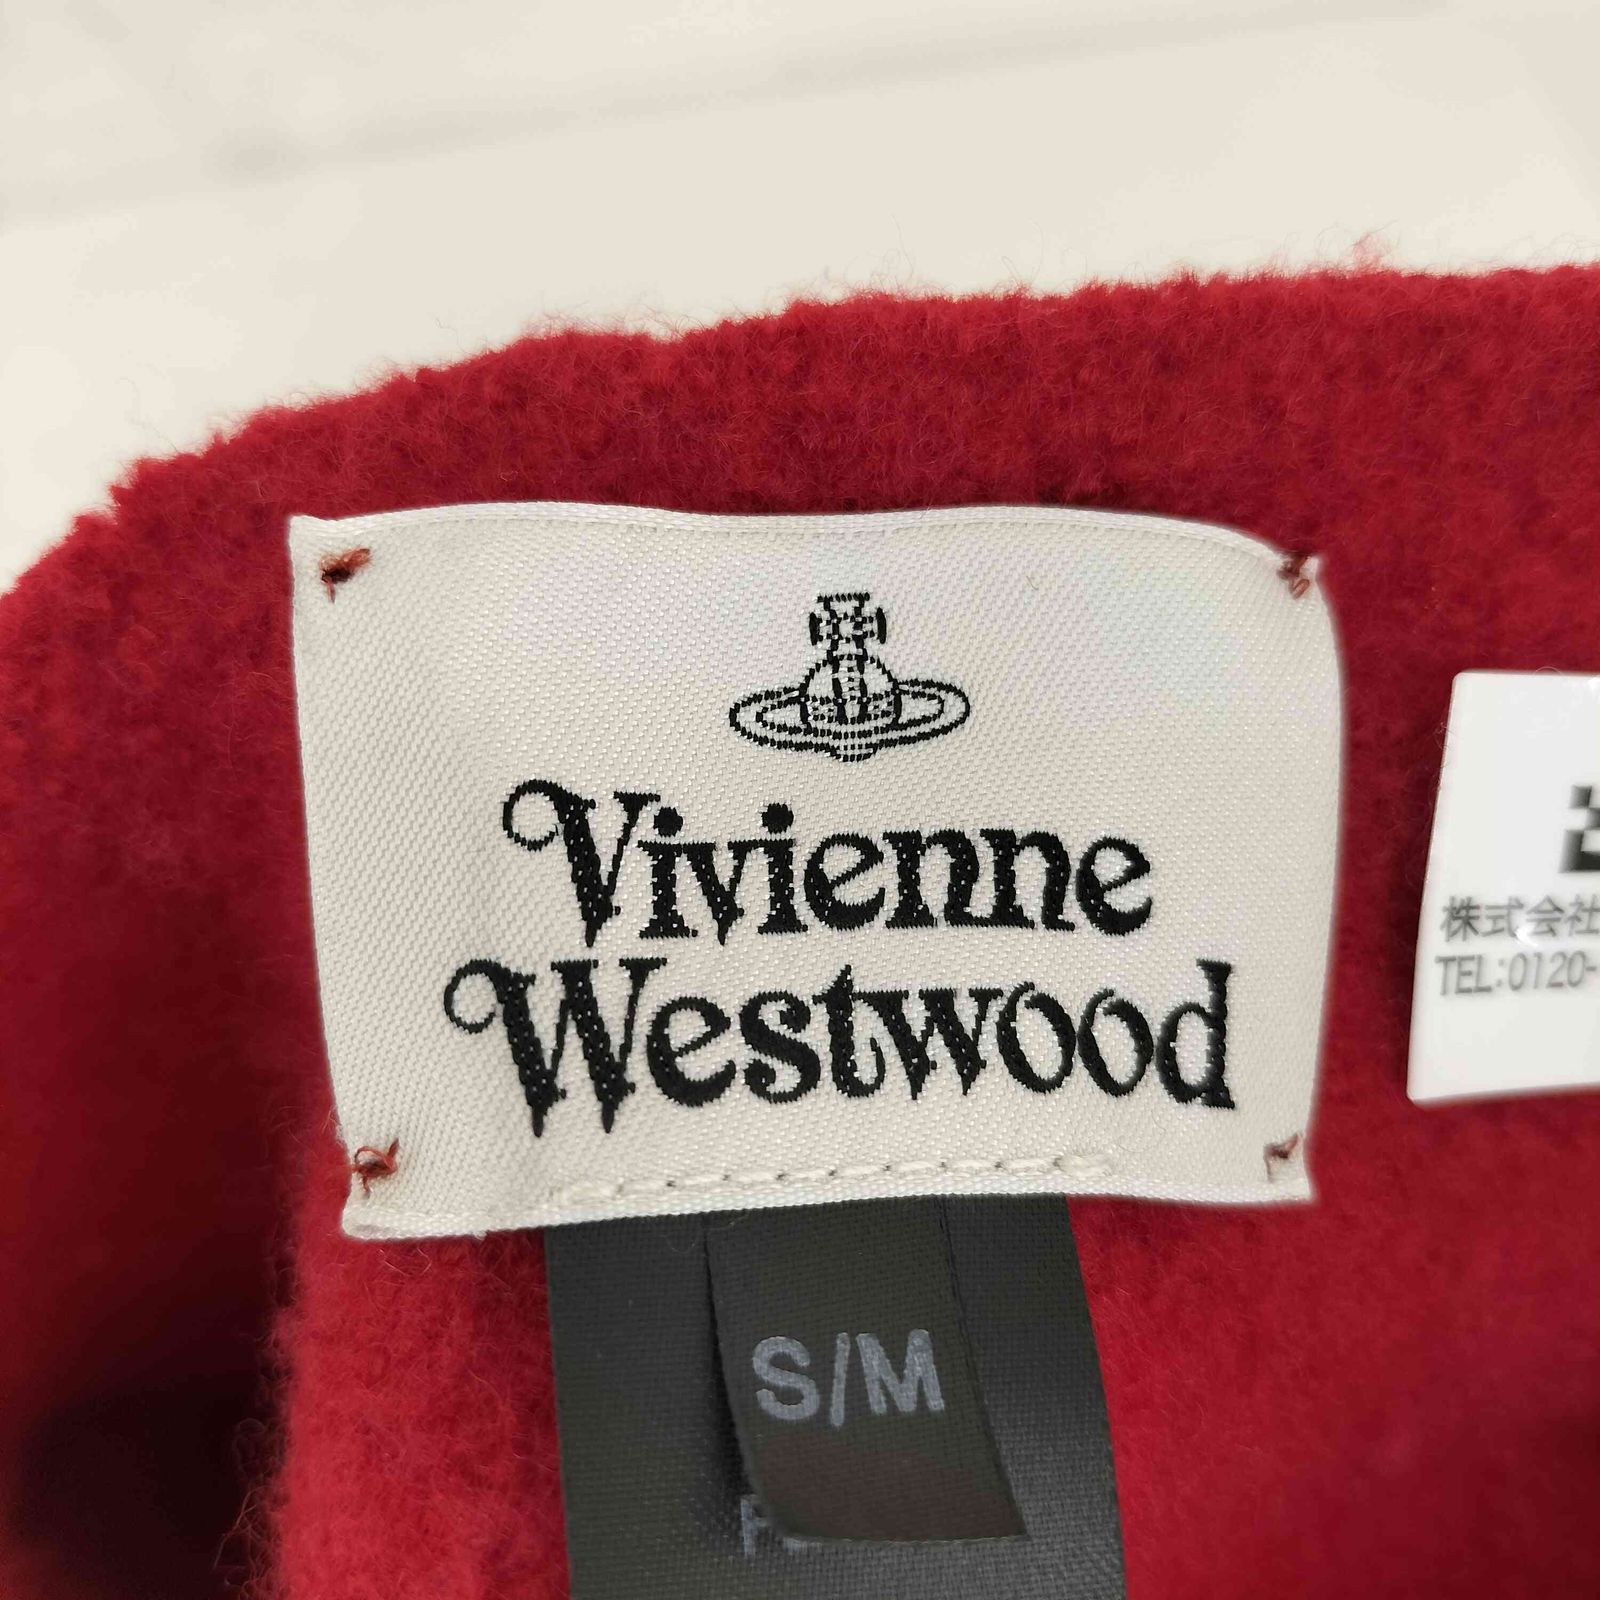 Vivienne
Westwood
株式会社
TEL:0120-
S/M